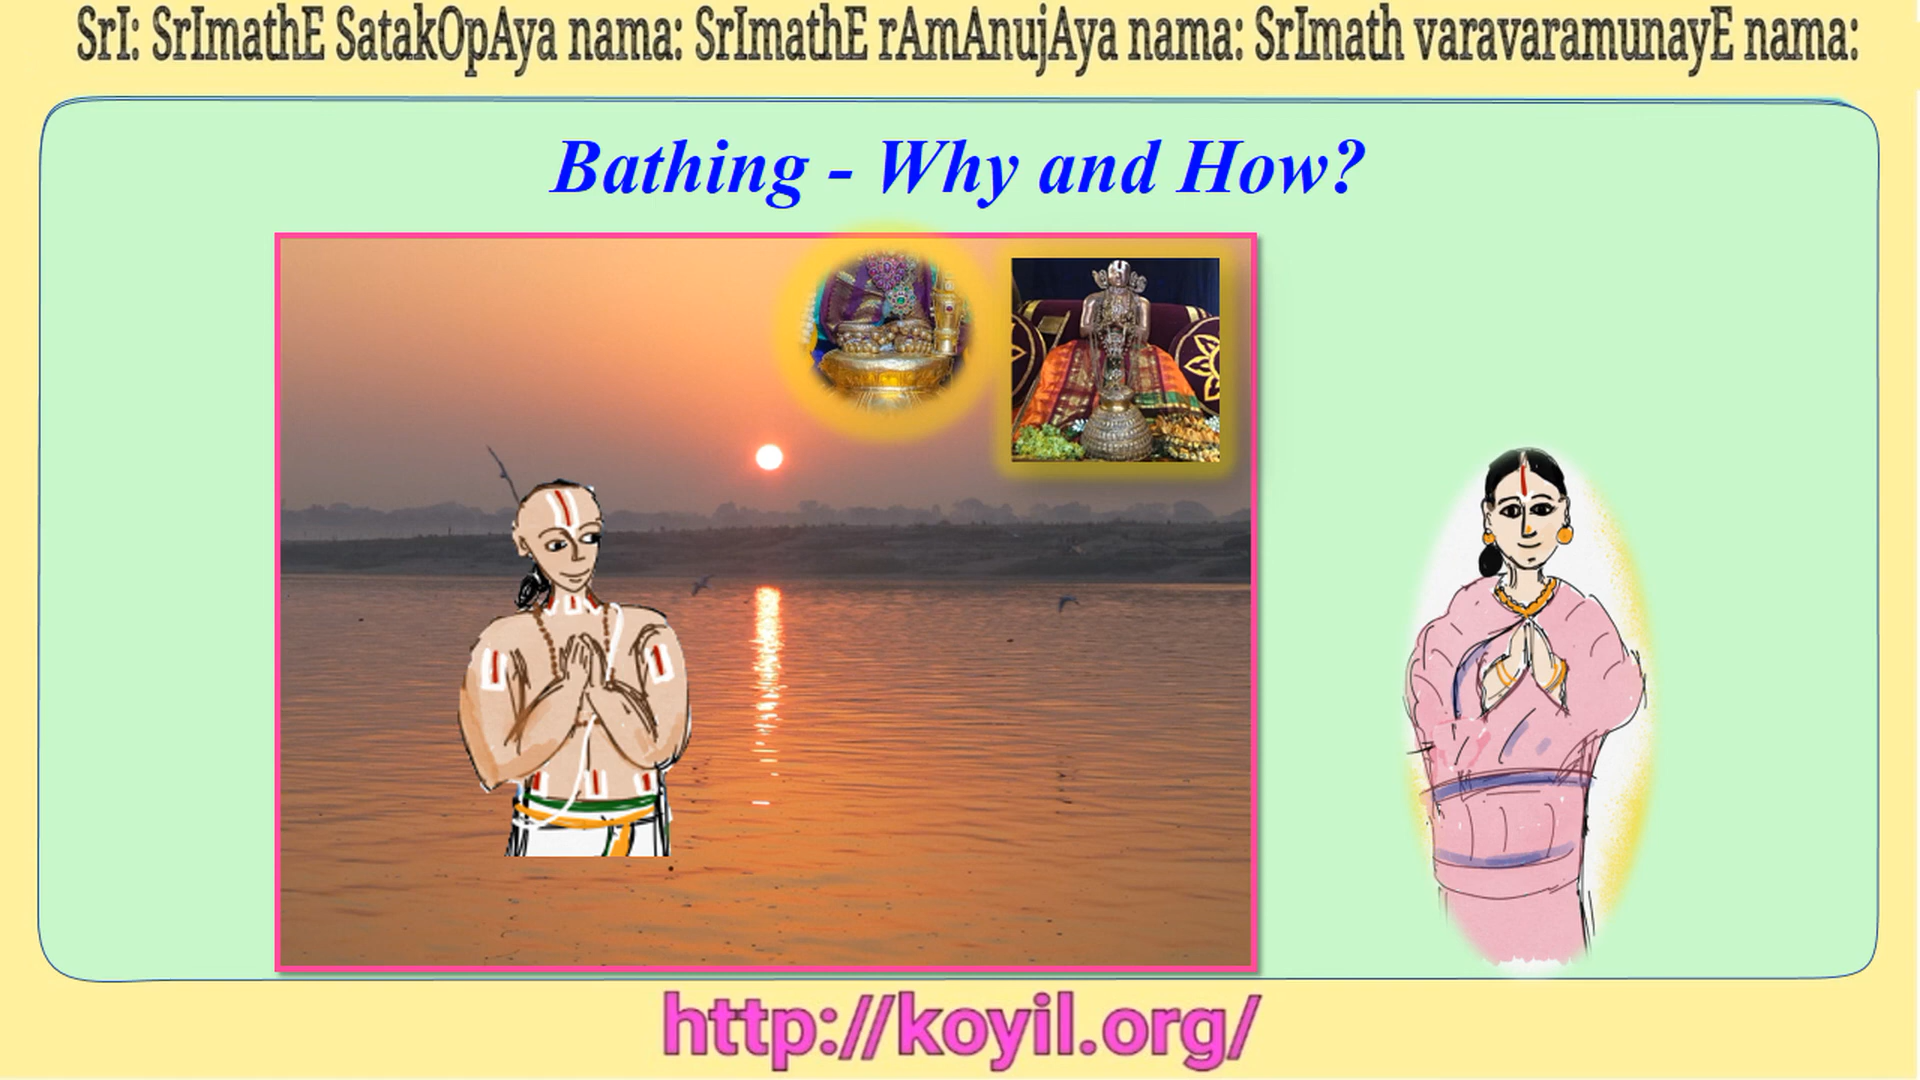 SrI: SrImathE SatakOpAya nama: SrImathE rAmAnujAya nama: SrImath varavaramunayE nama:
Bathing - Why and How?
http://koyil.org/